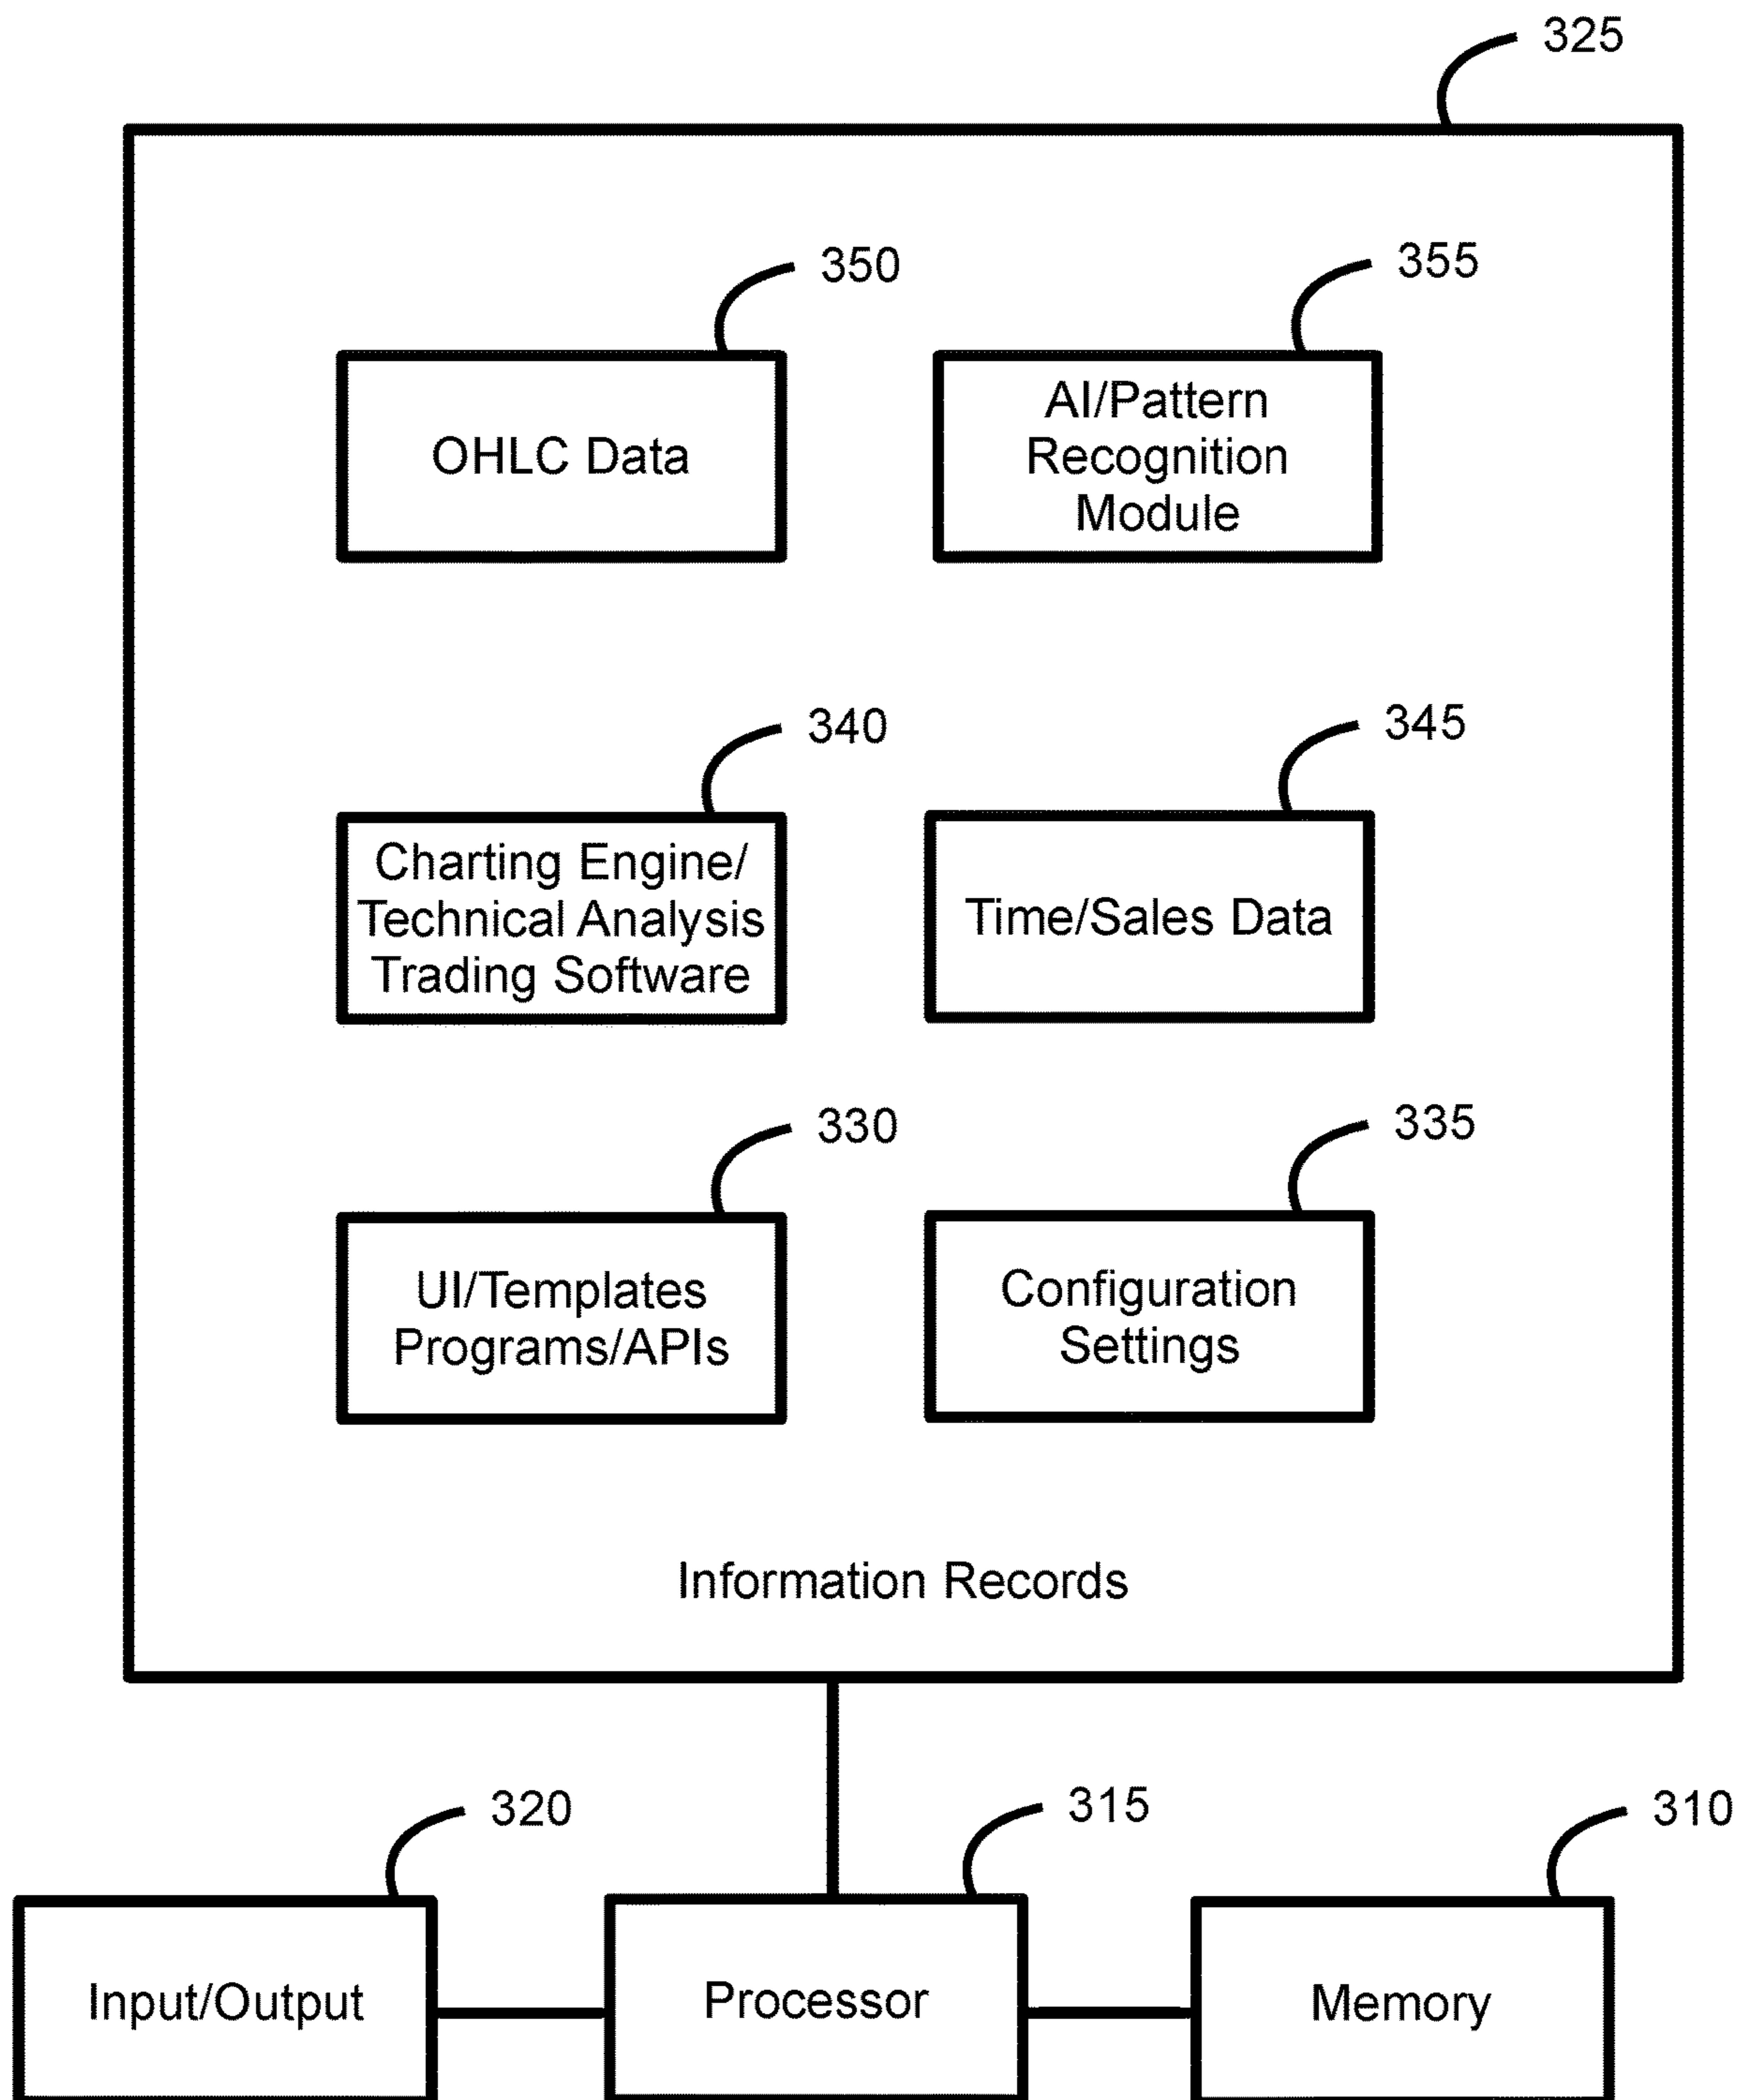 325
350
355
OHLC Data
AI/Pattern
Recognition
Module
340
345
Charting Engine/
Technical Analysis
Trading Software
Time/Sales Data
330
335
UI/Templates
Programs/APIs
Configuration
Settings
Information Records
320
315
310
Input/Output
Processor
Memory